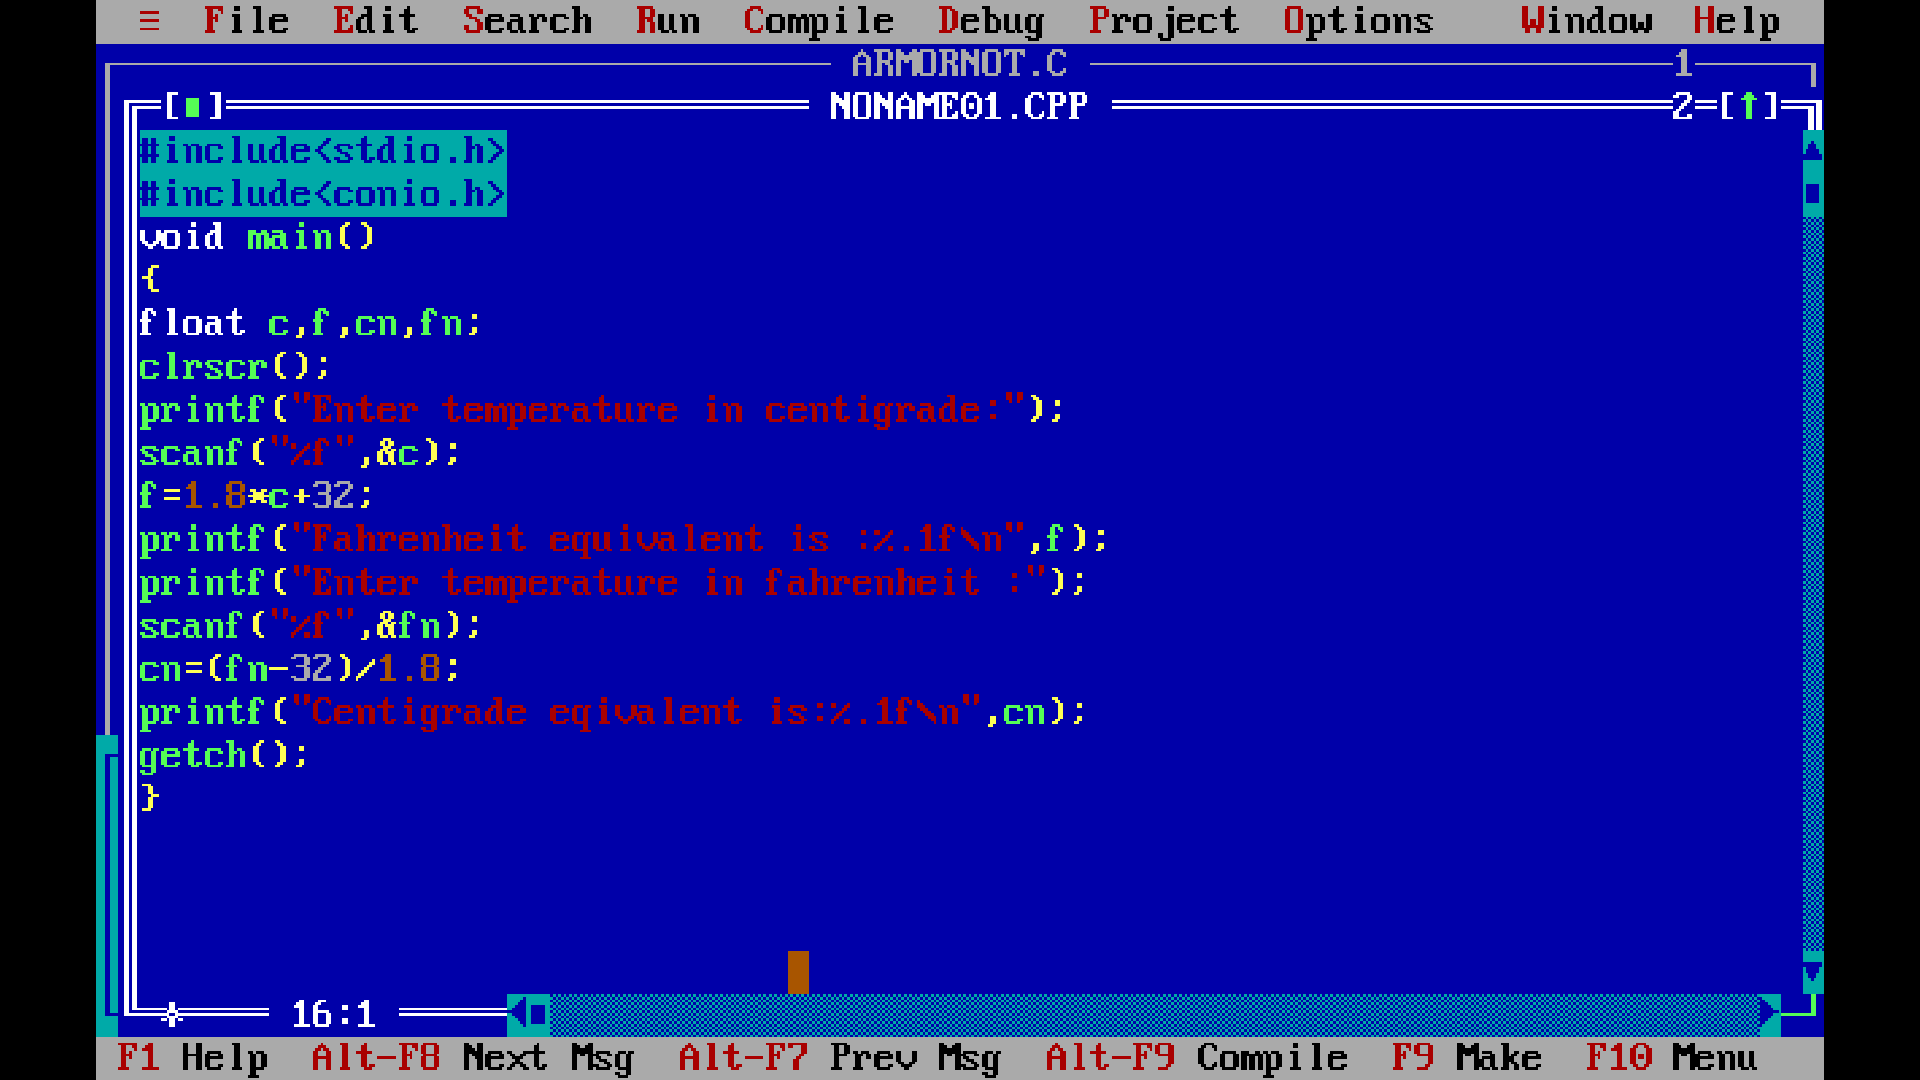 ≡ File Edit Search Run Compile Debug Project Options Window Help
ARMORNOT.C 1
[■] NONAME01.CPP 2=[↑]
#include<stdio.h>
#include<conio.h>
void main()
{
float c,f,cn,fn;
clrscr();
printf("Enter temperature in centigrade:");
scanf("%f",&c);
f=1.8*c+32;
printf("Fahrenheit equivalent is :%.1f\n",f);
printf("Enter temperature in fahrenheit :");
scanf("%f",&fn);
cn=(fn-32)/1.8;
printf("Centigrade eqivalent is:%.1f\n",cn);
getch();
}
16:1
F1 Help Alt-F8 Next Msg Alt-F7 Prev Msg Alt-F9 Compile F9 Make F10 Menu